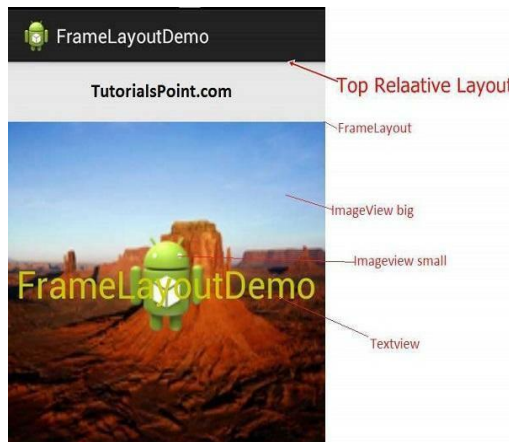 FrameLayoutDemo
TutorialsPoint.com
Top Relaative Layout
FrameLayout
ImageView big
Imageview small
FrameLayoutDemo
Textview